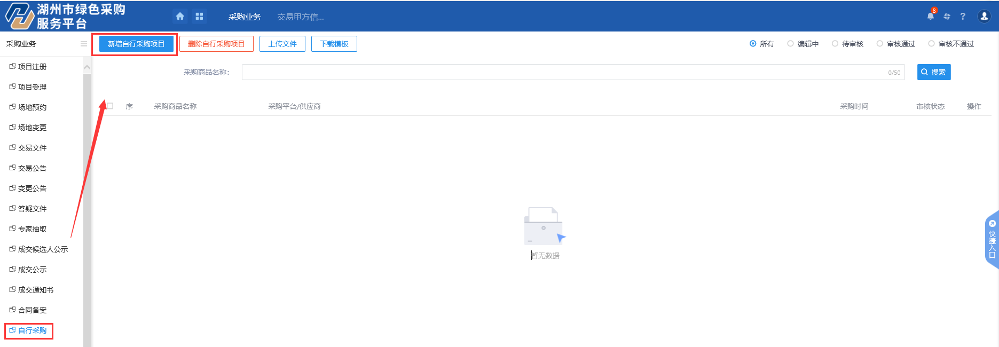 湖州市绿色采购
服务平台
采购业务
交易甲方信...
8
?
采购业务
新增自行采购项目
删除自行采购项目
上传文件
下载模板
所有
编辑中
待审核
审核通过
审核不通过
采购商品名称：
0/50
搜索
序
采购商品名称
采购平台/供应商
采购时间
审核状态
操作
项目注册
项目受理
场地预约
场地变更
交易文件
交易公告
变更公告
答疑文件
专家抽取
成交候选人公示
成交公示
成交通知书
合同备案
自行采购
暂无数据
快捷入口